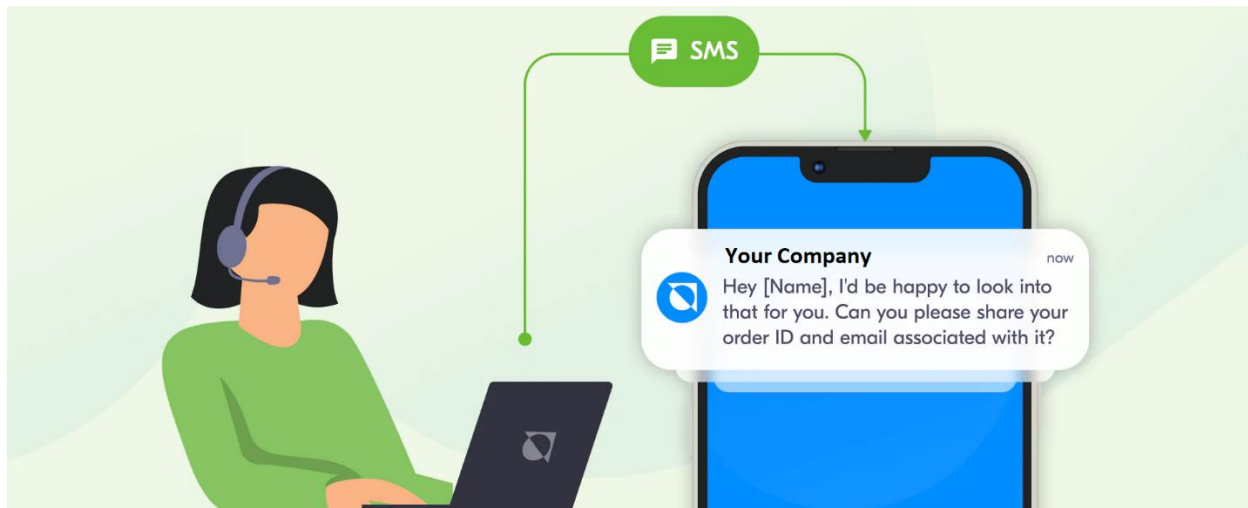 SMS
Your Company
now
Hey [Name], I'd be happy to look into
that for you. Can you please share your
order ID and email associated with it?